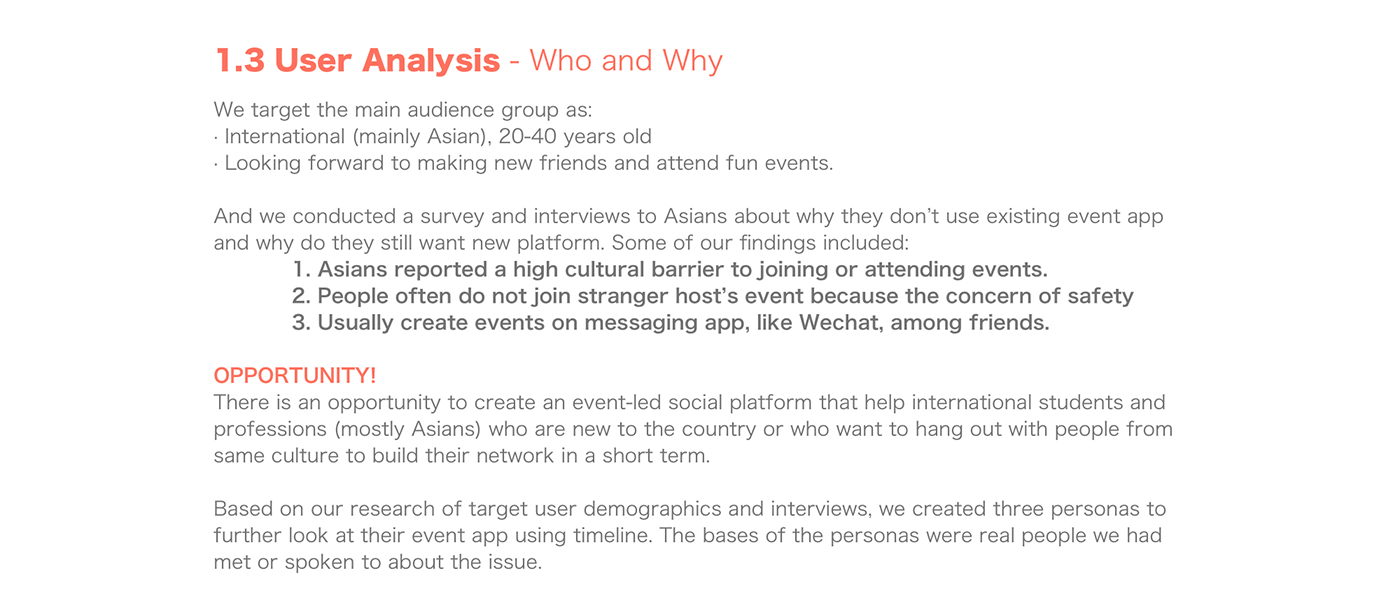 1.3 User Analysis - Who and Why
We target the main audience group as:
· International (mainly Asian), 20-40 years old
· Looking forward to making new friends and attend fun events.
And we conducted a survey and interviews to Asians about why they don’t use existing event app
and why do they still want new platform. Some of our findings included:
1. Asians reported a high cultural barrier to joining or attending events.
2. People often do not join stranger host’s event because the concern of safety
3. Usually create events on messaging app, like Wechat, among friends.
OPPORTUNITY!
There is an opportunity to create an event-led social platform that help international students and
professions (mostly Asians) who are new to the country or who want to hang out with people from
same culture to build their network in a short term.
Based on our research of target user demographics and interviews, we created three personas to
further look at their event app using timeline. The bases of the personas were real people we had
met or spoken to about the issue.